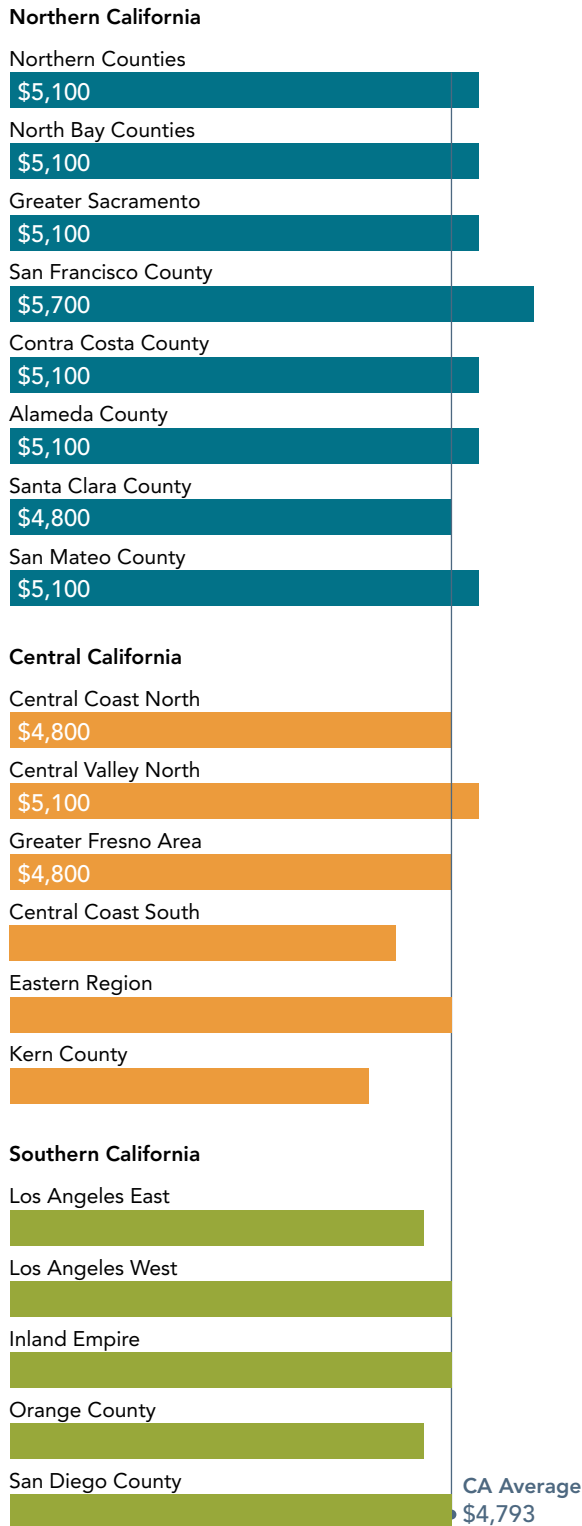 Northern California
Northern Counties
$5,100
North Bay Counties
$5,100
Greater Sacramento
$5,100
San Francisco County
$5,700
Contra Costa County
$5,100
Alameda County
$5,100
Santa Clara County
$4,800
San Mateo County
$5,100
Central California
Central Coast North
$4,800
Central Valley North
$5,100
Greater Fresno Area
$4,800
Central Coast South
Eastern Region
Kern County
Southern California
Los Angeles East
Los Angeles West
Inland Empire
Orange County
San Diego County
CA Average
$4,793